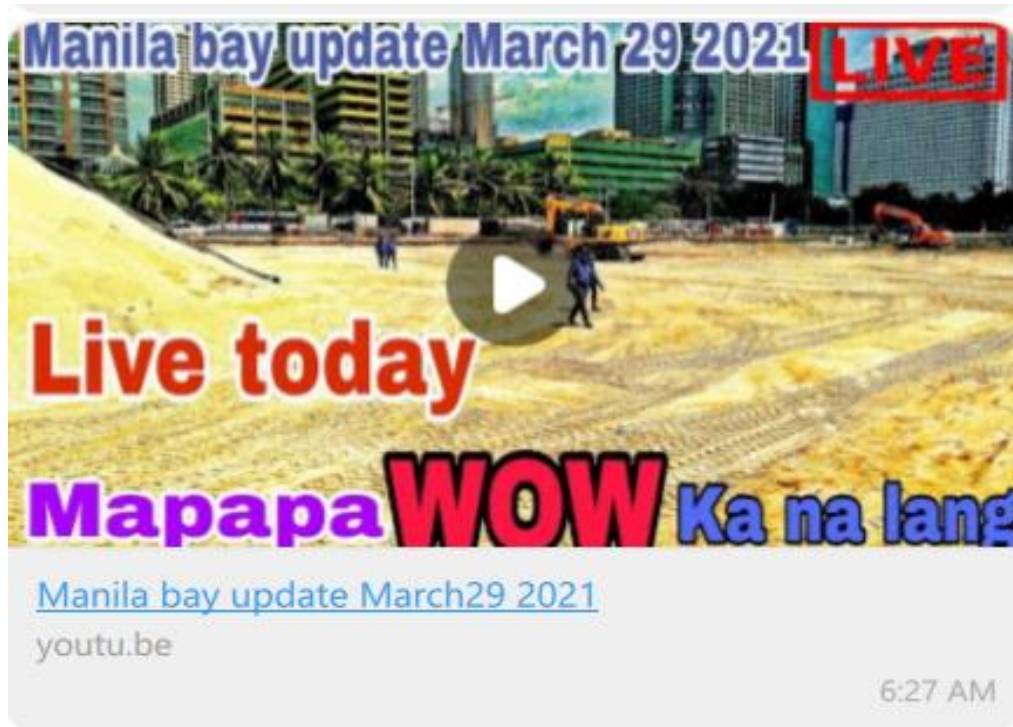 Manila bay update March 29 2021 LIVE
Live today
Mapapa WOW Ka na lang
Manila bay update March29 2021
youtu.be
6:27 AM